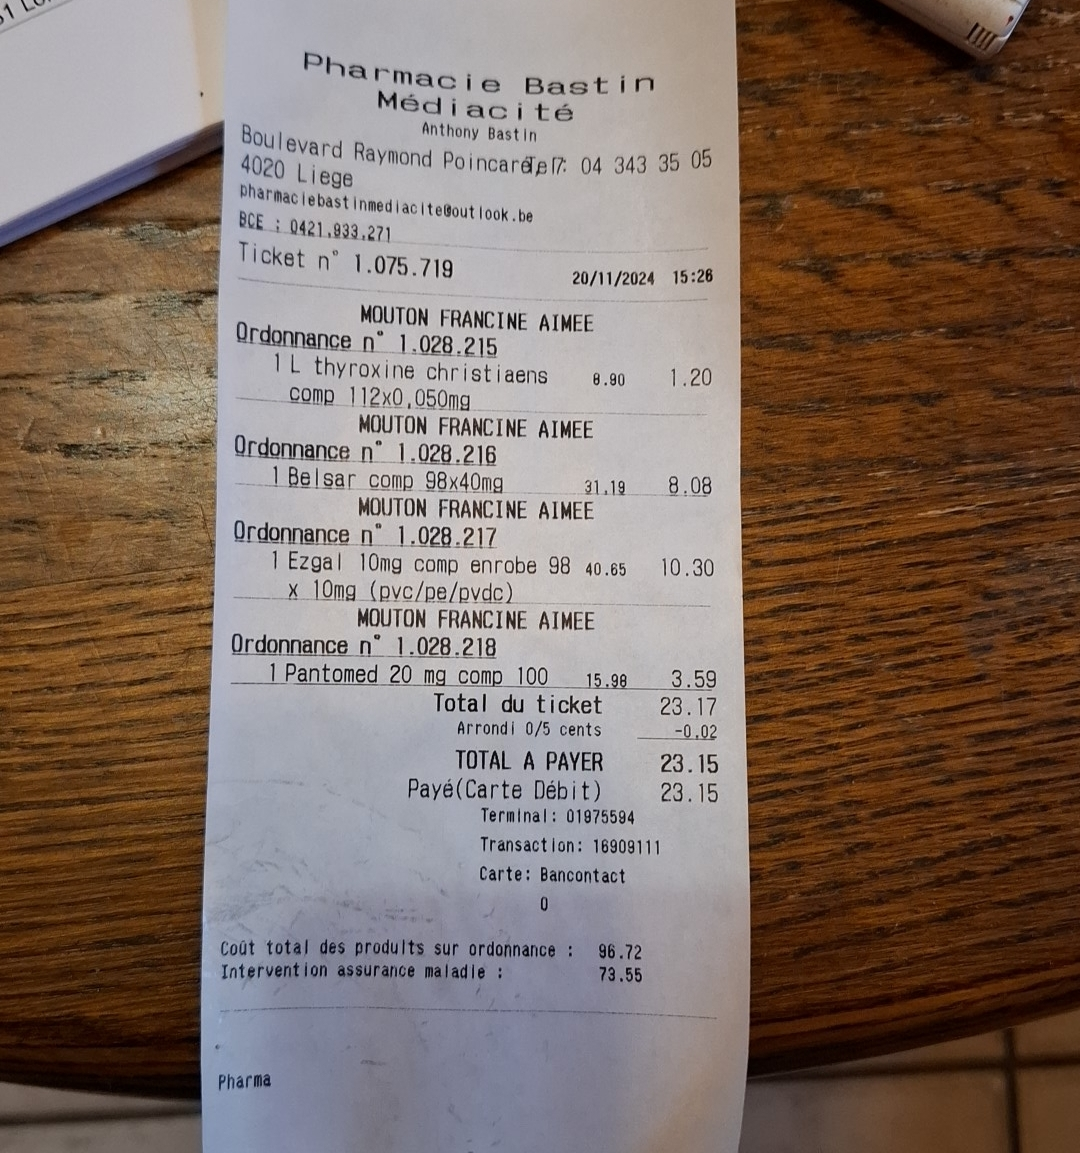 Pharmacie Bastin
Médiacité
Anthony Bastin
Boulevard Raymond Poincaré 7 Tel : 04 343 35 05
4020 Liege
pharmaciebastinmediacite@outlook.be
BCE : 0421.933.271
Ticket n° 1.075.719 20/11/2024 15:26
MOUTON FRANCINE AIMEE
Ordonnance n° 1.028.215
1 L thyroxine christiaens 8.90 1.20
comp 112x0,050mg
MOUTON FRANCINE AIMEE
Ordonnance n° 1.028.216
1 Belsar comp 98x40mg 31.19 8.08
MOUTON FRANCINE AIMEE
Ordonnance n° 1.028.217
1 Ezgal 10mg comp enrobe 98 40.65 10.30
x 10mg (pvc/pe/pvdc)
MOUTON FRANCINE AIMEE
Ordonnance n° 1.028.218
1 Pantomed 20 mg comp 100 15.98 3.59
Total du ticket 23.17
Arrondi 0/5 cents -0.02
TOTAL A PAYER 23.15
Payé(Carte Débit) 23.15
Terminal: 01975594
Transaction: 16909111
Carte: Bancontact
0
Coût total des produits sur ordonnance : 96.72
Intervention assurance maladie : 73.55
Pharma